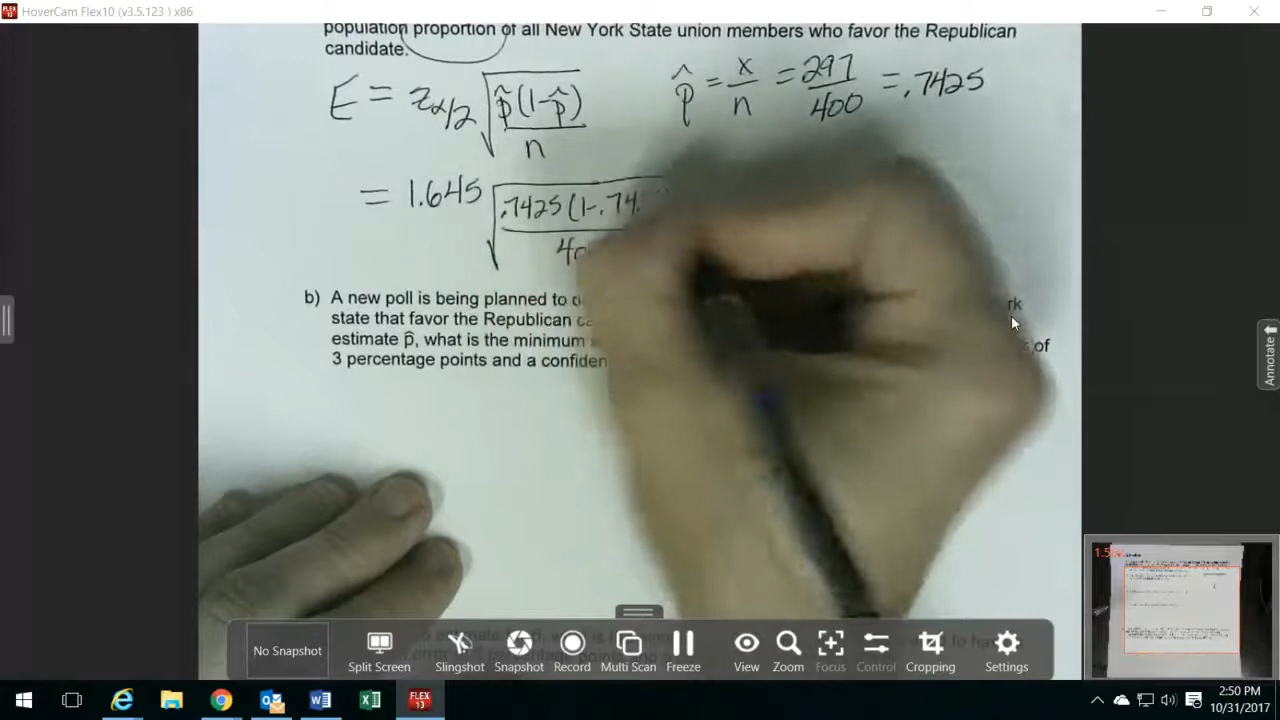 HoverCam Flex10 (v3.5.123 ) x86
population proportion of all New York State union members who favor the Republican
candidate.
E = zα/2 √ p̂(1-p̂) / n
p̂ = x/n = 297/400 = .7425
= 1.645 √ .7425(1-.74
b) A new poll is being planned to
rk
state that favor the Republican
estimate p̂, what is the minimum
of
3 percentage points and a confiden
Annotate
No Snapshot
Split Screen
Slingshot
Snapshot
Record
Multi Scan
Freeze
View
Zoom
Focus
Control
Cropping
Settings
FLEX
10
2:50 PM
10/31/2017